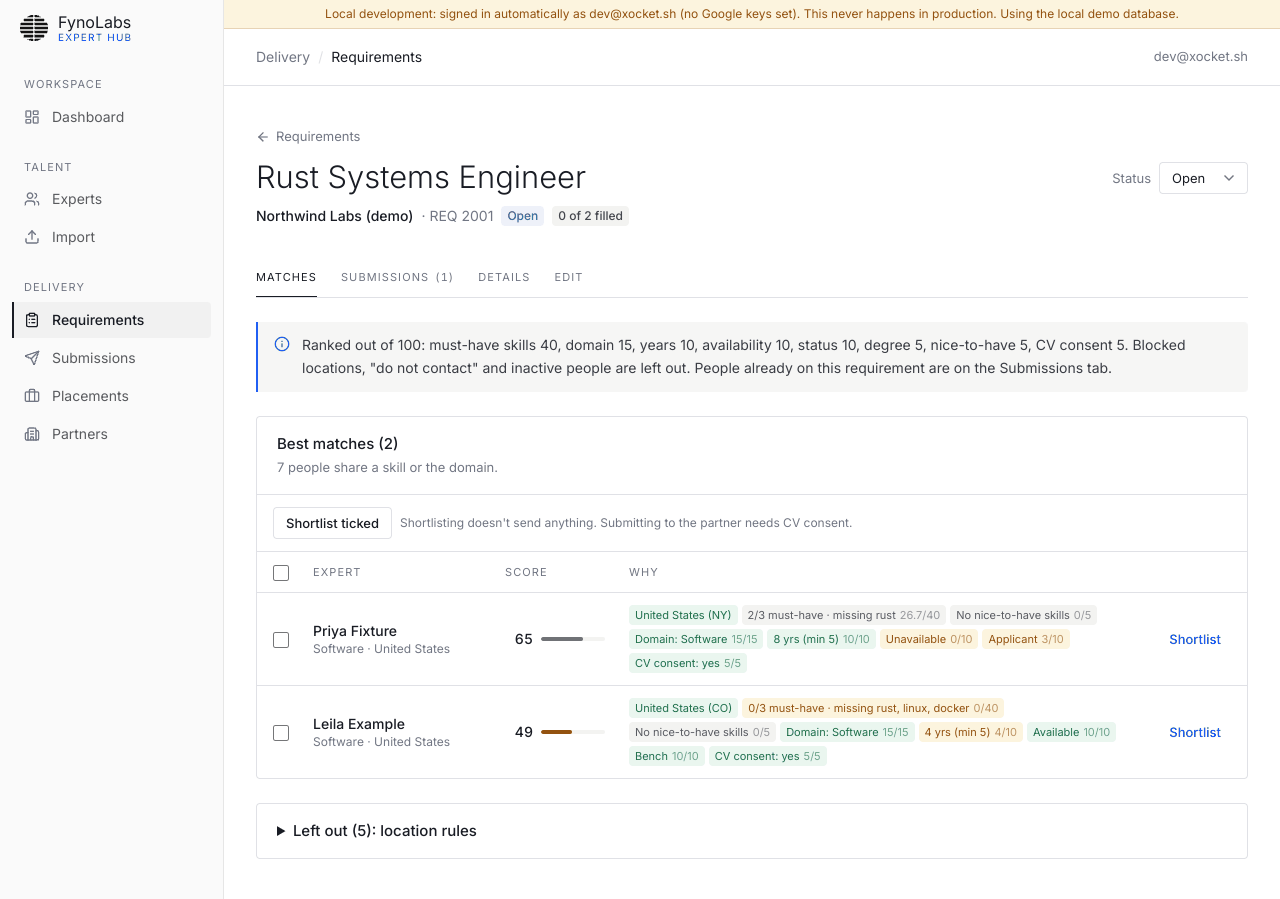 FynoLabs
EXPERT HUB
Local development: signed in automatically as dev@xocket.sh (no Google keys set). This never happens in production. Using the local demo database.
Delivery / Requirements
dev@xocket.sh
WORKSPACE
Dashboard
TALENT
Experts
Import
DELIVERY
Requirements
Submissions
Placements
Partners
← Requirements
Rust Systems Engineer
Status Open
Northwind Labs (demo) · REQ 2001 Open 0 of 2 filled
MATCHES SUBMISSIONS (1) DETAILS EDIT
Ranked out of 100: must-have skills 40, domain 15, years 10, availability 10, status 10, degree 5, nice-to-have 5, CV consent 5. Blocked
locations, "do not contact" and inactive people are left out. People already on this requirement are on the Submissions tab.
Best matches (2)
7 people share a skill or the domain.
Shortlist ticked Shortlisting doesn't send anything. Submitting to the partner needs CV consent.
EXPERT SCORE WHY
Priya Fixture
Software · United States
65
United States (NY) 2/3 must-have · missing rust 26.7/40 No nice-to-have skills 0/5
Domain: Software 15/15 8 yrs (min 5) 10/10 Unavailable 0/10 Applicant 3/10
CV consent: yes 5/5
Shortlist
Leila Example
Software · United States
49
United States (CO) 0/3 must-have · missing rust, linux, docker 0/40
No nice-to-have skills 0/5 Domain: Software 15/15 4 yrs (min 5) 4/10 Available 10/10
Bench 10/10 CV consent: yes 5/5
Shortlist
Left out (5): location rules